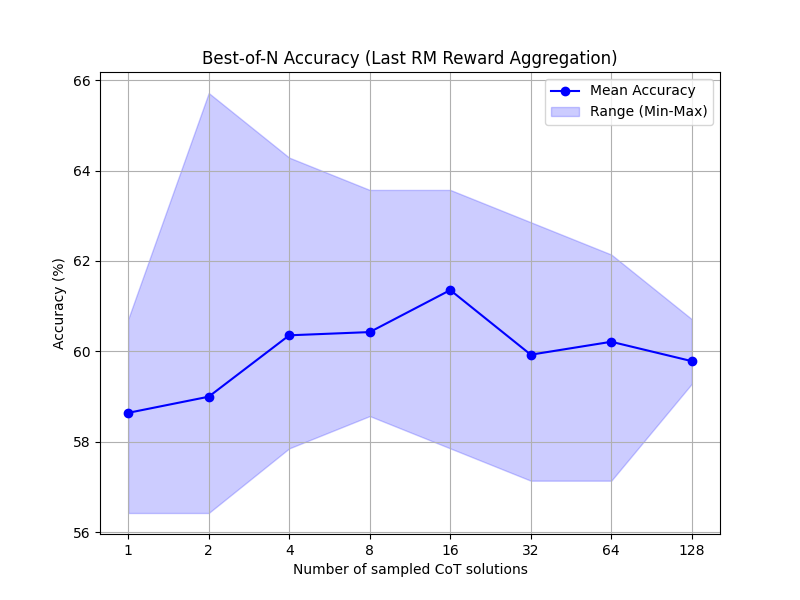 Best-of-N Accuracy (Last RM Reward Aggregation)
Mean Accuracy
Range (Min-Max)
Accuracy (%)
66
64
62
60
58
56
1 2 4 8 16 32 64 128
Number of sampled CoT solutions